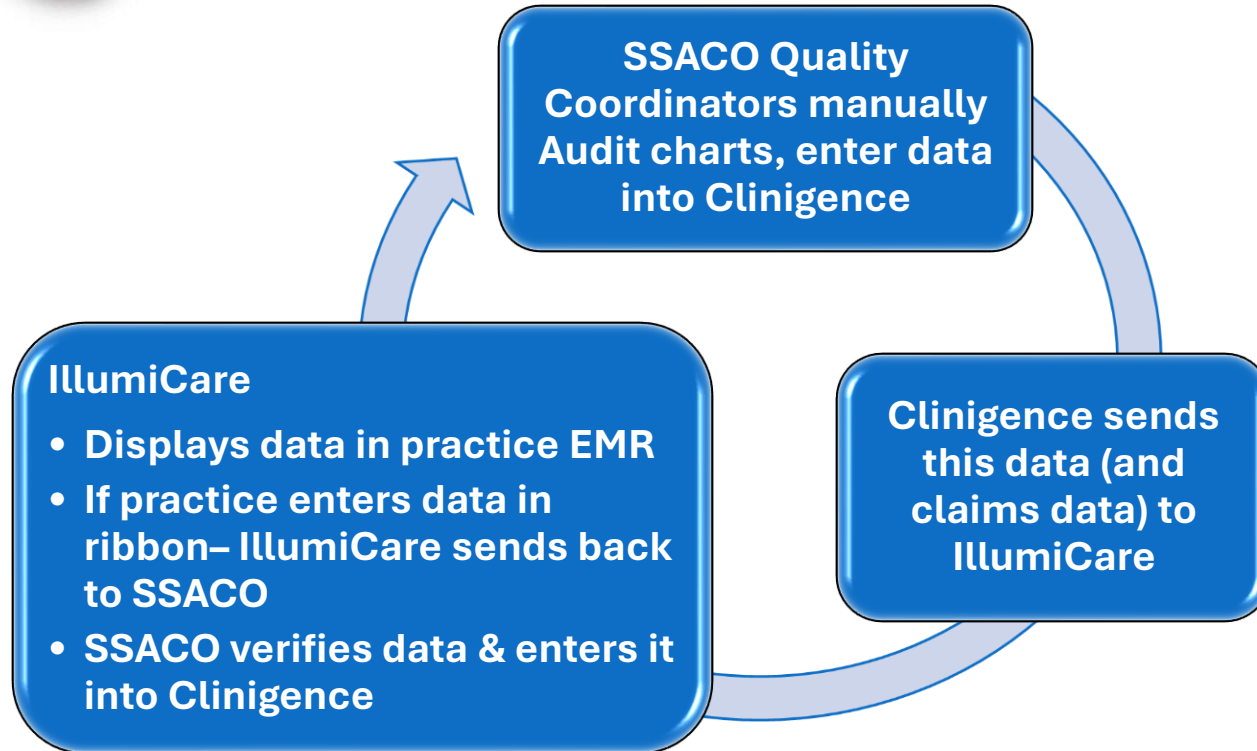 SSACO Quality
Coordinators manually
Audit charts, enter data
into Clinigence
Clinigence sends
this data (and
claims data) to
IllumiCare
IllumiCare
• Displays data in practice EMR
• If practice enters data in
ribbon– IllumiCare sends back
to SSACO
• SSACO verifies data & enters it
into Clinigence